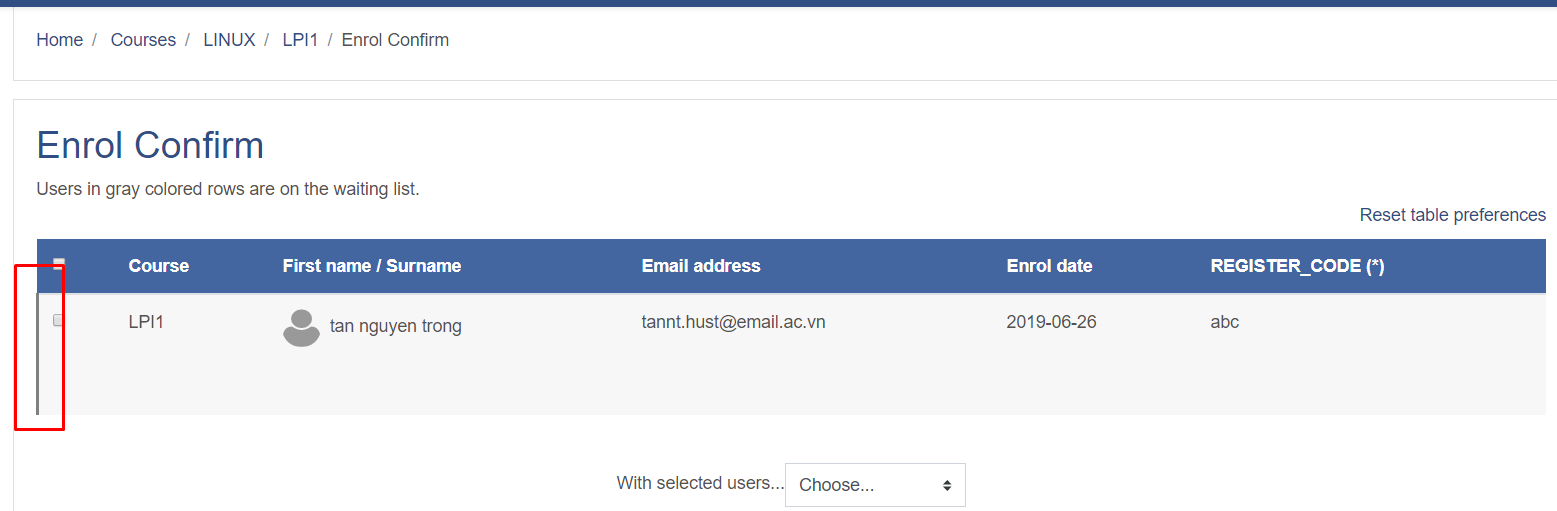 Home / Courses / LINUX / LPI1 / Enrol Confirm
Enrol Confirm
Users in gray colored rows are on the waiting list.
Reset table preferences
Course First name / Surname Email address Enrol date REGISTER_CODE (*)
LPI1 tan nguyen trong tannt.hust@email.ac.vn 2019-06-26 abc
With selected users... Choose...